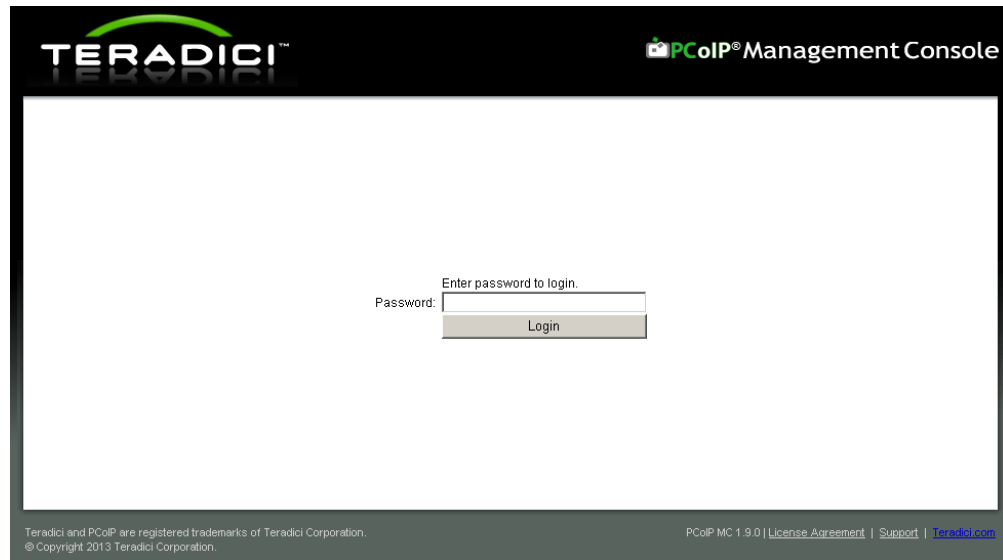 TERADICI™
PCoIP® Management Console
Enter password to login.
Password:
Login
Teradici and PCoIP are registered trademarks of Teradici Corporation.
© Copyright 2013 Teradici Corporation.
PCoIP MC 1.9.0 | License Agreement | Support | Teradici.com